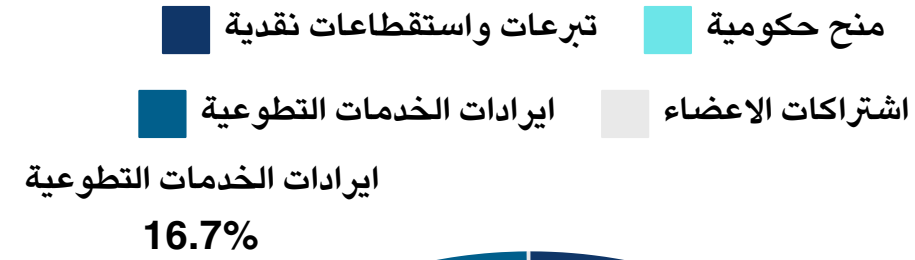 منح حكومية تبرعات واستقطاعات نقدية
اشتراكات الاعضاء ايرادات الخدمات التطوعية
ايرادات الخدمات التطوعية
16.7%